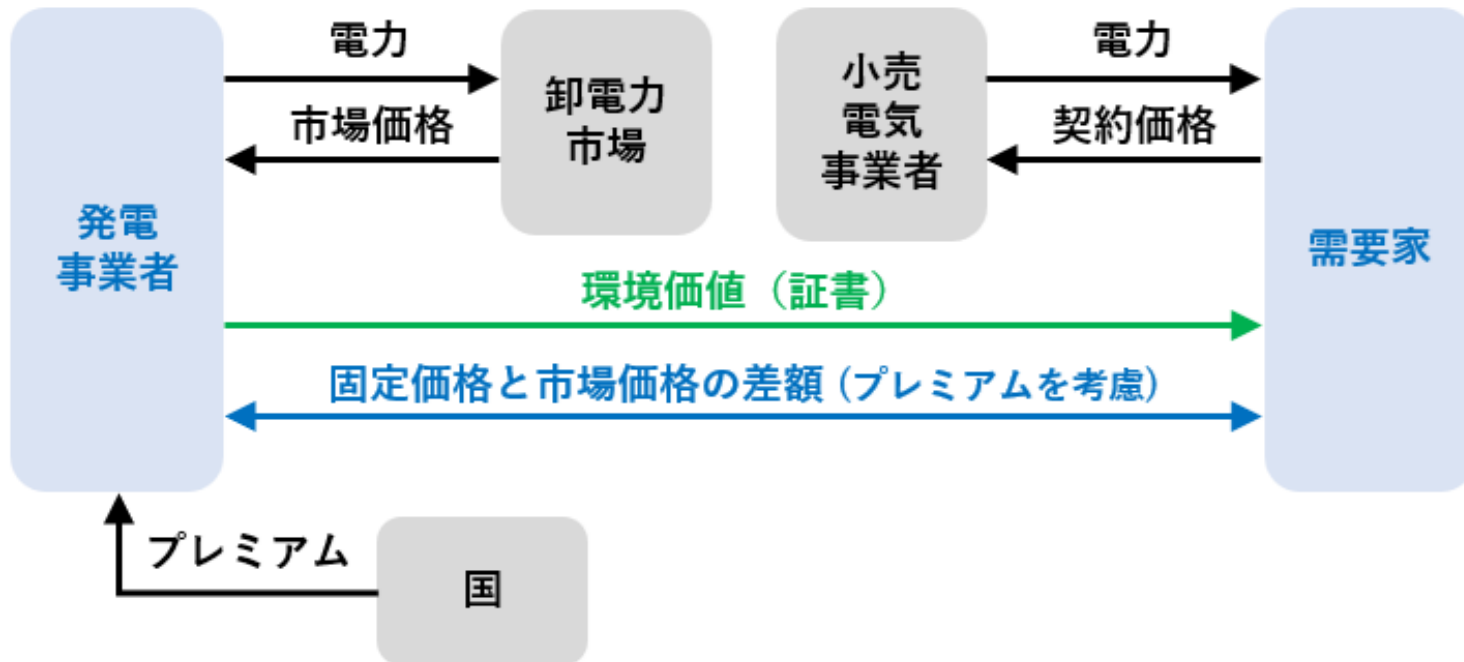 電力
市場価格
卸電力
市場
小売
電気
事業者
電力
契約価格
発電
事業者
需要家
環境価値（証書）
固定価格と市場価格の差額（プレミアムを考慮）
プレミアム
国